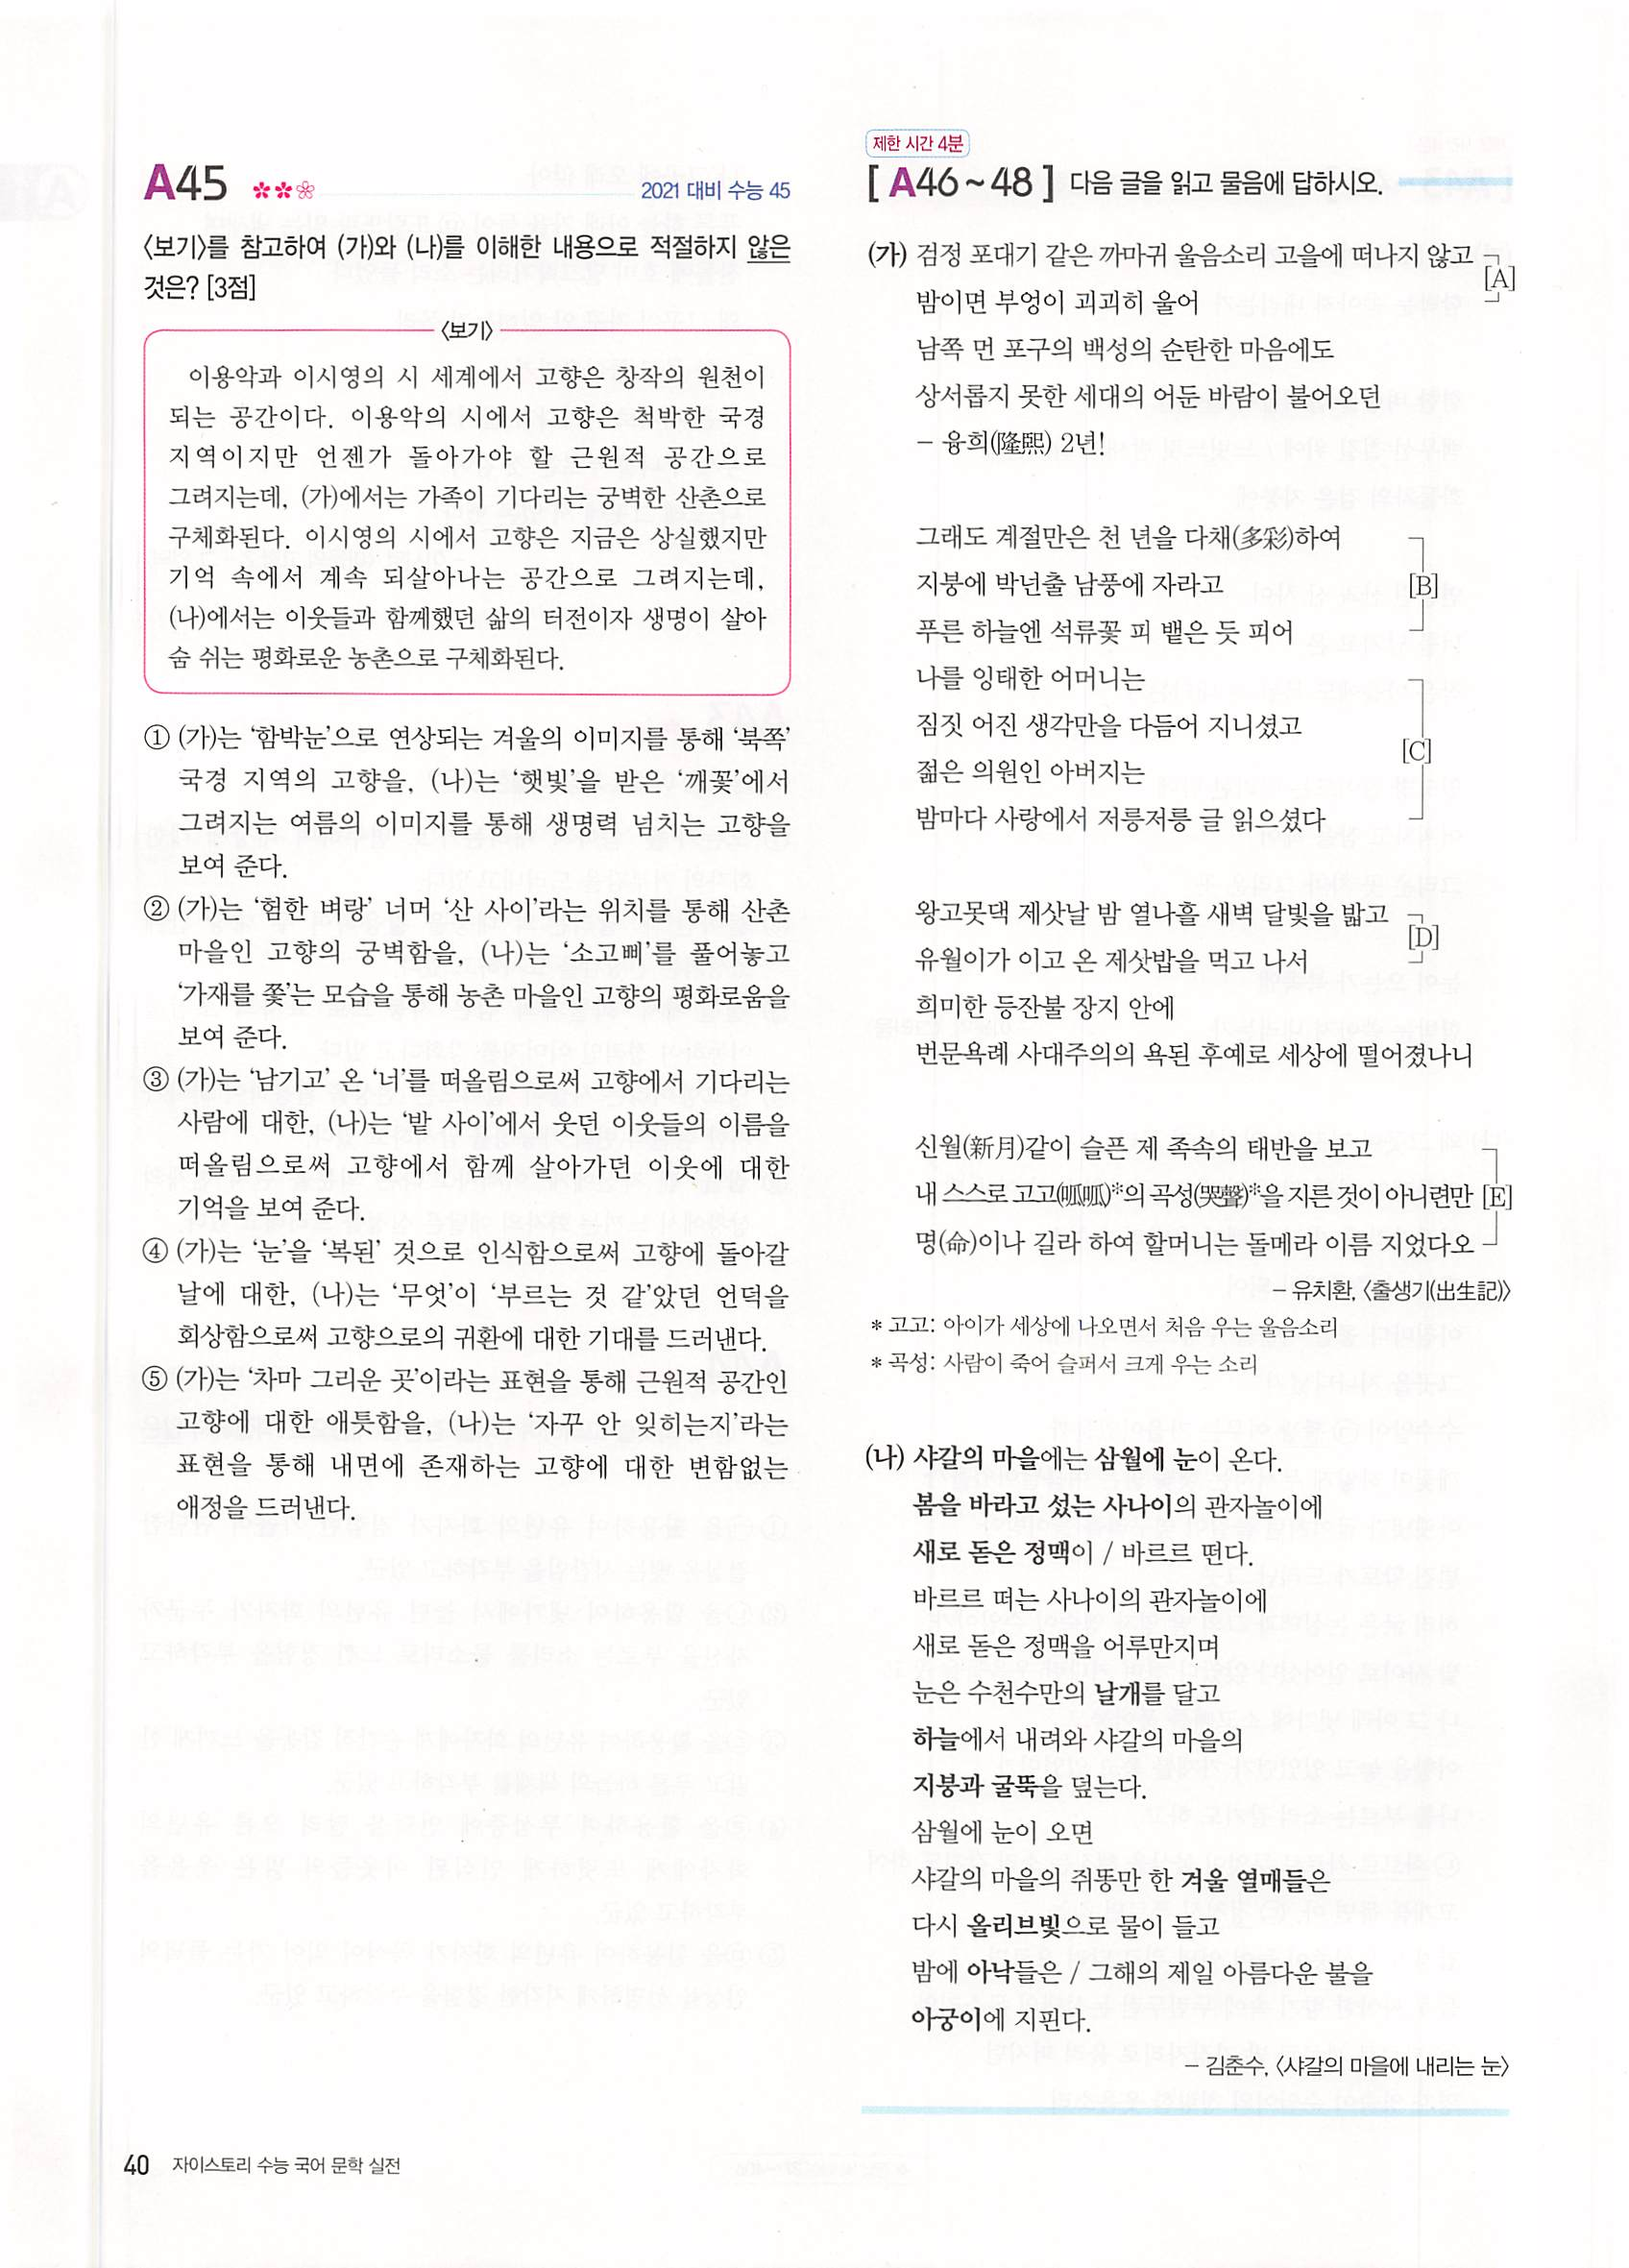 A45
2021 대비 수능 45
<보기>를 참고하여 (가)와 (나)를 이해한 내용으로 적절하지 않은
것은? [3점]
<보기>
이용악과 이시영의 시 세계에서 고향은 창작의 원천이
되는 공간이다. 이용악의 시에서 고향은 척박한 국경
지역이지만 언젠가 돌아가야 할 근원적 공간으로
그려지는데, (가)에서는 가족이 기다리는 궁벽한 산촌으로
구체화된다. 이시영의 시에서 고향은 지금은 상실했지만
기억 속에서 계속 되살아나는 공간으로 그려지는데,
(나)에서는 이웃들과 함께했던 삶의 터전이자 생명이 살아
숨 쉬는 평화로운 농촌으로 구체화된다.
① (가)는 '함박눈'으로 연상되는 겨울의 이미지를 통해 '북쪽'
국경 지역의 고향을, (나)는 '햇빛'을 받은 '깨꽃'에서
그려지는 여름의 이미지를 통해 생명력 넘치는 고향을
보여 준다.
② (가)는 '험한 벼랑' 너머 '산 사이'라는 위치를 통해 산촌
마을인 고향의 궁벽함을, (나)는 '소고삐'를 풀어놓고
'가재를 쫓'는 모습을 통해 농촌 마을인 고향의 평화로움을
보여 준다.
③ (가)는 '남기고' 온 '너'를 떠올림으로써 고향에서 기다리는
사람에 대한, (나)는 '밭 사이'에서 웃던 이웃들의 이름을
떠올림으로써 고향에서 함께 살아가던 이웃에 대한
기억을 보여 준다.
④ (가)는 '눈'을 '복된' 것으로 인식함으로써 고향에 돌아갈
날에 대한, (나)는 '무엇'이 '부르는 것 같'았던 언덕을
회상함으로써 고향으로의 귀환에 대한 기대를 드러낸다.
⑤ (가)는 '차마 그리운 곳'이라는 표현을 통해 근원적 공간인
고향에 대한 애틋함을, (나)는 '자꾸 안 잊히는지'라는
표현을 통해 내면에 존재하는 고향에 대한 변함없는
애정을 드러낸다.
40 자이스토리 수능 국어 문학 실전
제한 시간 4분
[ A46 ~ 48 ] 다음 글을 읽고 물음에 답하시오.
(가) 검정 포대기 같은 까마귀 울음소리 고을에 떠나지 않고 [A]
밤이면 부엉이 괴괴히 울어
남쪽 먼 포구의 백성의 순탄한 마음에도
상서롭지 못한 세대의 어둔 바람이 불어오던
– 융희(隆熙) 2년!
그래도 계절만은 천 년을 다채(多彩)하여
지붕에 박넌출 남풍에 자라고 [B]
푸른 하늘엔 석류꽃 피 뱉은 듯 피어
나를 잉태한 어머니는
짐짓 어진 생각만을 다듬어 지니셨고 [C]
젊은 의원인 아버지는
밤마다 사랑에서 저릉저릉 글 읽으셨다
왕고못댁 제삿날 밤 열나흘 새벽 달빛을 밟고 [D]
유월이가 이고 온 제삿밥을 먹고 나서
희미한 등잔불 장지 안에
번문욕례 사대주의의 욕된 후예로 세상에 떨어졌나니
신월(新月)같이 슬픈 제 족속의 태반을 보고
내 스스로 고고(呱呱)*의 곡성(哭聲)*을 지른 것이 아니련만 [E]
명(命)이나 길라 하여 할머니는 돌메라 이름 지었다오
– 유치환, <출생기(出生記)>
* 고고: 아이가 세상에 나오면서 처음 우는 울음소리
* 곡성: 사람이 죽어 슬퍼서 크게 우는 소리
(나) 샤갈의 마을에는 삼월에 눈이 온다.
봄을 바라고 섰는 사나이의 관자놀이에
새로 돋은 정맥이 / 바르르 떤다.
바르르 떠는 사나이의 관자놀이에
새로 돋은 정맥을 어루만지며
눈은 수천수만의 날개를 달고
하늘에서 내려와 샤갈의 마을의
지붕과 굴뚝을 덮는다.
삼월에 눈이 오면
샤갈의 마을의 쥐똥만 한 겨울 열매들은
다시 올리브빛으로 물이 들고
밤에 아낙들은 / 그해의 제일 아름다운 불을
아궁이에 지핀다.
– 김춘수, <샤갈의 마을에 내리는 눈>